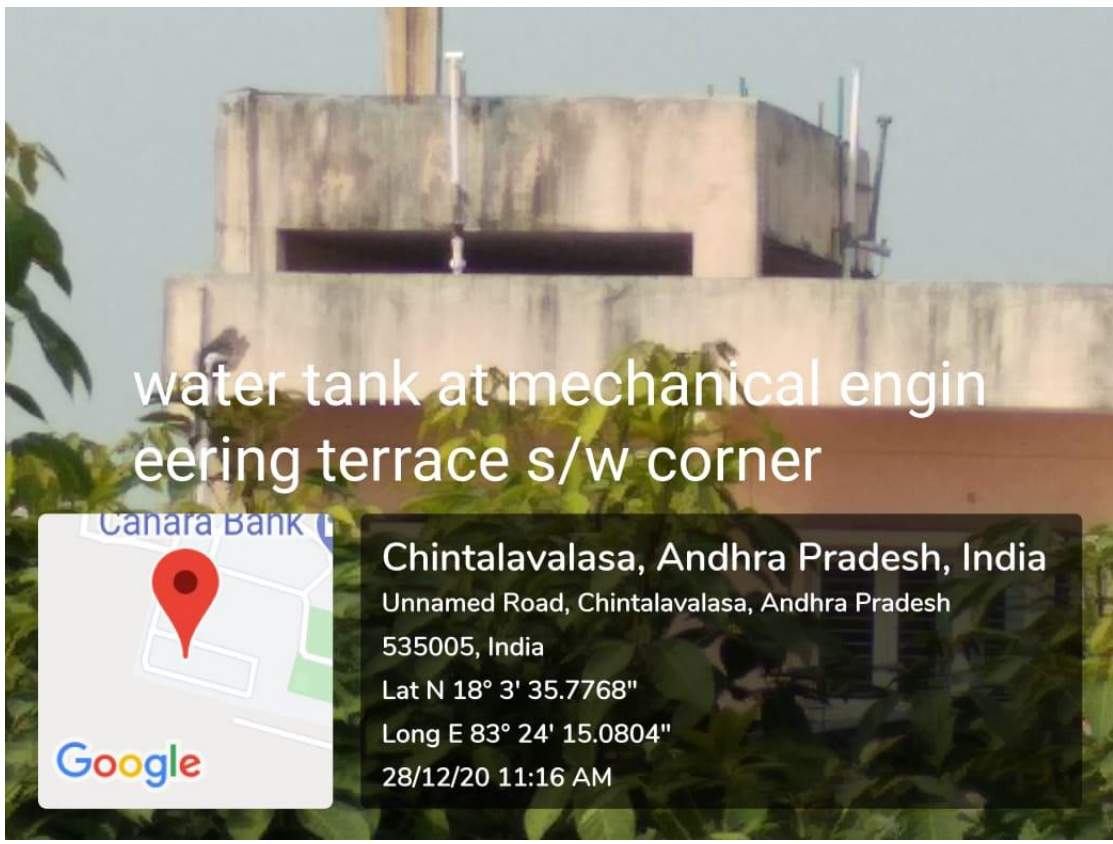 water tank at mechanical engin
eering terrace s/w corner
Canara Bank
Google
Chintalavalasa, Andhra Pradesh, India
Unnamed Road, Chintalavalasa, Andhra Pradesh
535005, India
Lat N 18° 3' 35.7768"
Long E 83° 24' 15.0804"
28/12/20 11:16 AM